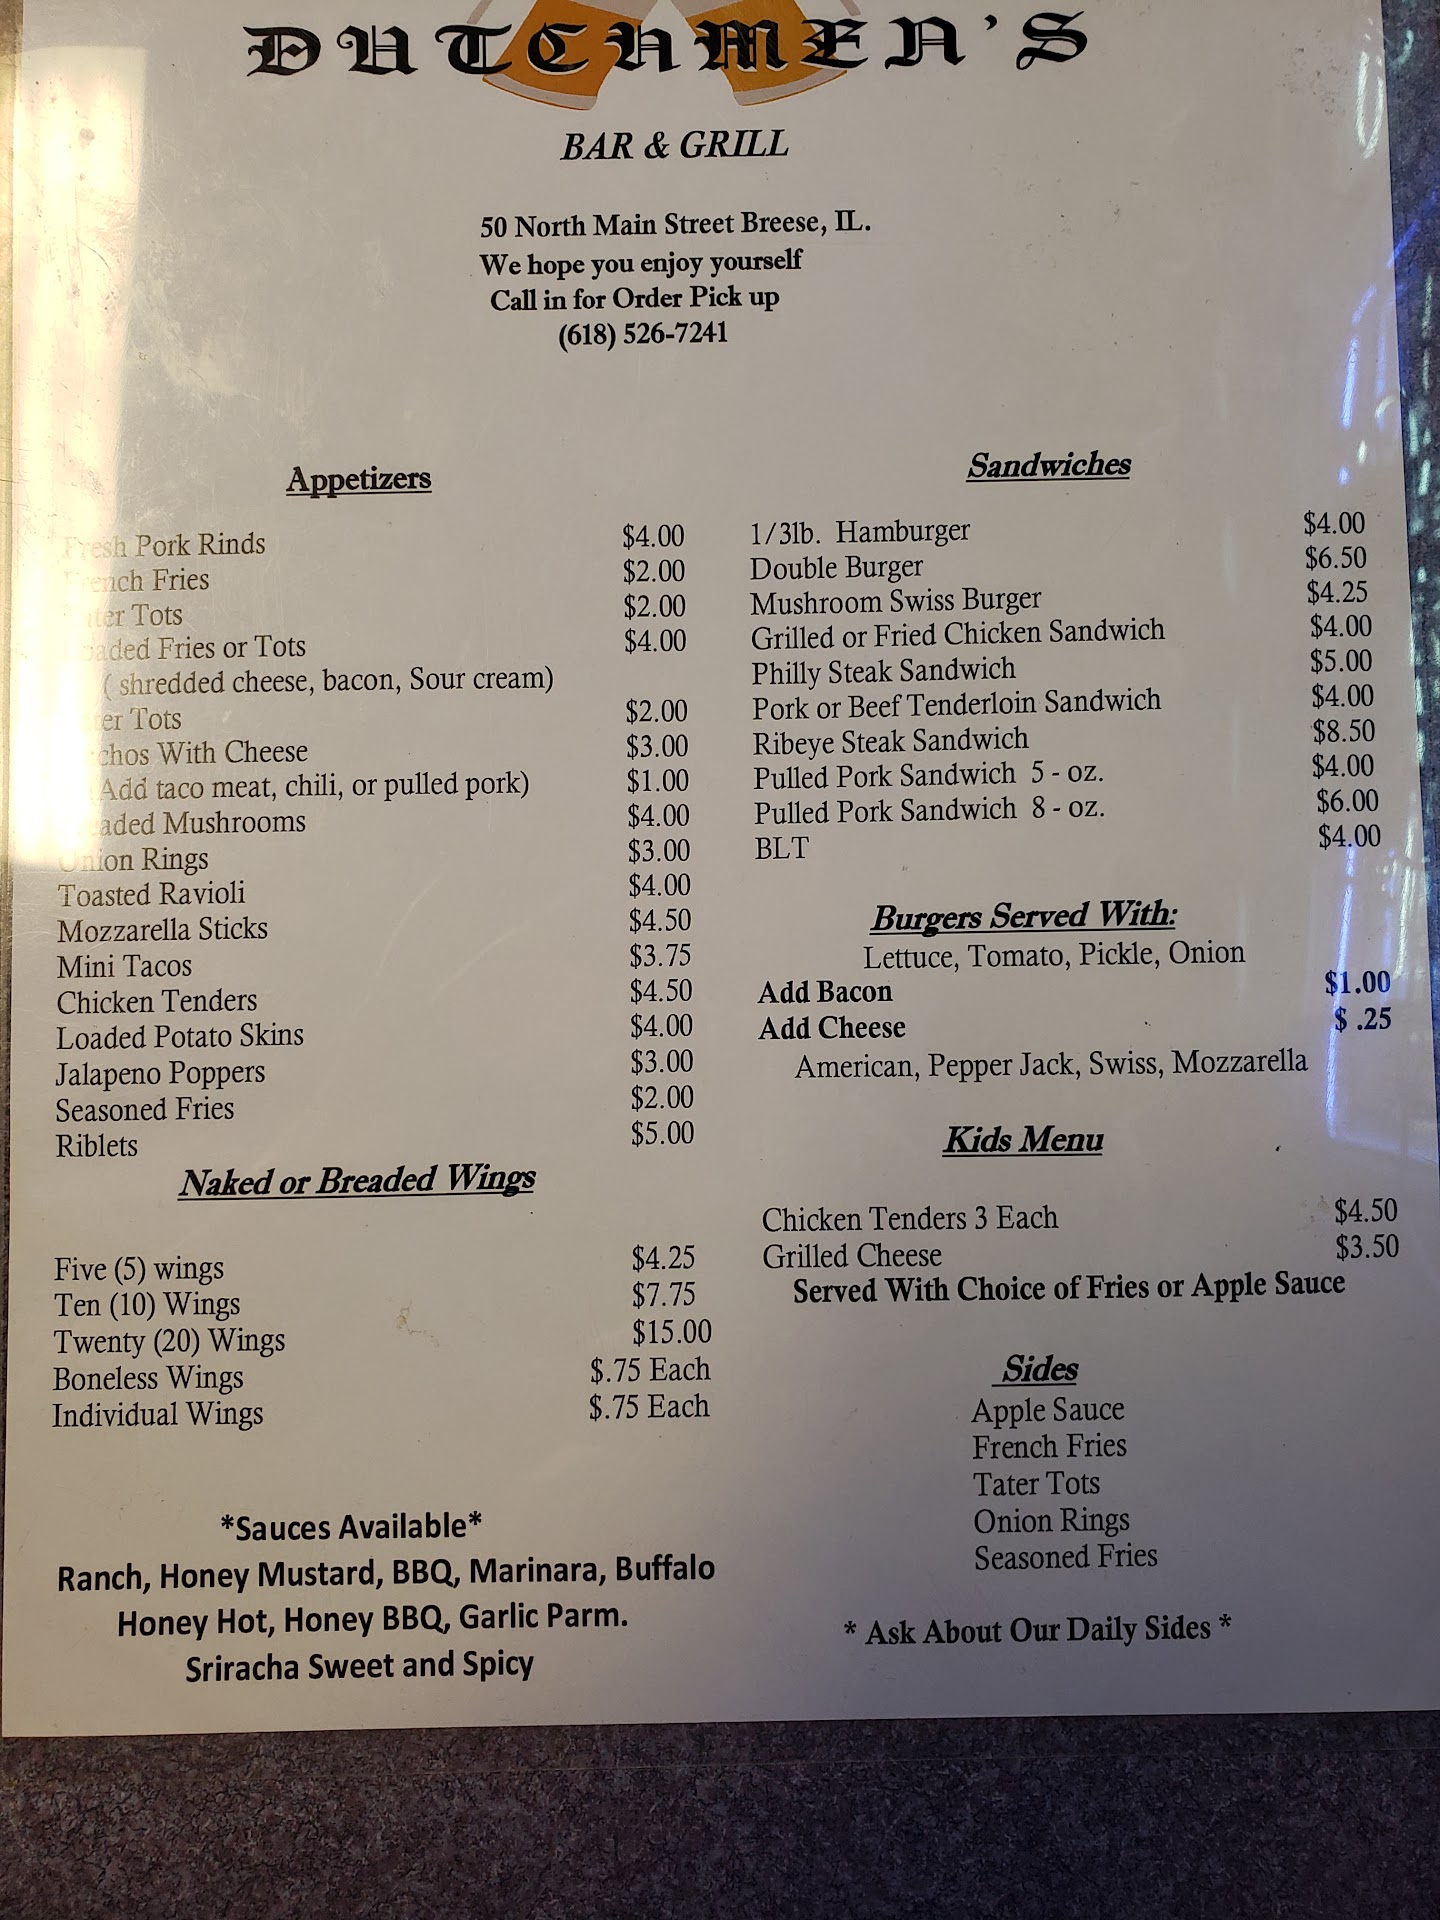 DUTCHMEN'S
BAR & GRILL
50 North Main Street Breese, IL.
We hope you enjoy yourself
Call in for Order Pick up
(618) 526-7241
Appetizers
Fresh Pork Rinds $4.00
French Fries $2.00
Tater Tots $2.00
Loaded Fries or Tots $4.00
( shredded cheese, bacon, Sour cream)
Tater Tots $2.00
Nachos With Cheese $3.00
(Add taco meat, chili, or pulled pork) $1.00
Breaded Mushrooms $4.00
Onion Rings $3.00
Toasted Ravioli $4.00
Mozzarella Sticks $4.50
Mini Tacos $3.75
Chicken Tenders $4.50
Loaded Potato Skins $4.00
Jalapeno Poppers $3.00
Seasoned Fries $2.00
Riblets $5.00
Naked or Breaded Wings
Five (5) wings $4.25
Ten (10) Wings $7.75
Twenty (20) Wings $15.00
Boneless Wings $.75 Each
Individual Wings $.75 Each
*Sauces Available*
Ranch, Honey Mustard, BBQ, Marinara, Buffalo
Honey Hot, Honey BBQ, Garlic Parm.
Sriracha Sweet and Spicy
Sandwiches
1/3lb. Hamburger $4.00
Double Burger $6.50
Mushroom Swiss Burger $4.25
Grilled or Fried Chicken Sandwich $4.00
Philly Steak Sandwich $5.00
Pork or Beef Tenderloin Sandwich $4.00
Ribeye Steak Sandwich $8.50
Pulled Pork Sandwich 5 - oz. $4.00
Pulled Pork Sandwich 8 - oz. $6.00
BLT $4.00
Burgers Served With:
Lettuce, Tomato, Pickle, Onion
Add Bacon $1.00
Add Cheese $ .25
American, Pepper Jack, Swiss, Mozzarella
Kids Menu
Chicken Tenders 3 Each $4.50
Grilled Cheese $3.50
Served With Choice of Fries or Apple Sauce
Sides
Apple Sauce
French Fries
Tater Tots
Onion Rings
Seasoned Fries
* Ask About Our Daily Sides *